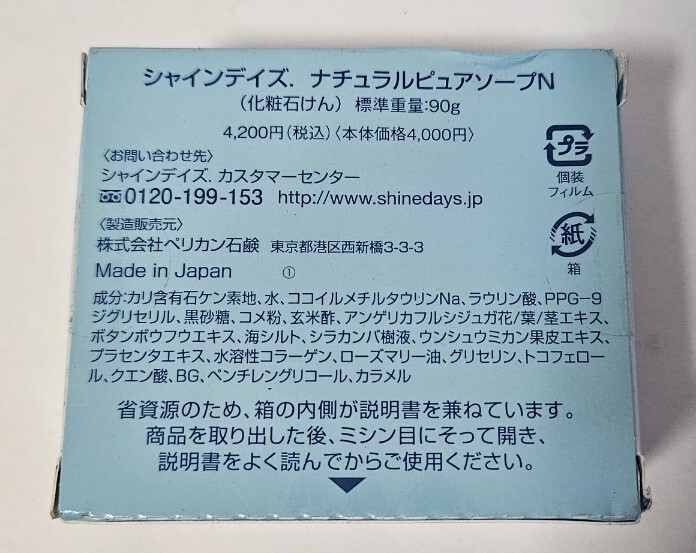 シャインデイズ. ナチュラルピュアソープN
(化粧石けん) 標準重量:90g
4,200円(税込)〈本体価格4,000円〉
〈お問い合わせ先〉
シャインデイズ. カスタマーセンター
0120-199-153 http://www.shinedays.jp
〈製造販売元〉
株式会社ペリカン石鹸 東京都港区西新橋3-3-3
Made in Japan ①
プラ
個装
フィルム
紙
箱
成分:カリ含有石ケン素地、水、ココイルメチルタウリンNa、ラウリン酸、PPG-9
ジグリセリル、黒砂糖、コメ粉、玄米酢、アンゲリカフルシジュガ花/葉/茎エキス、
ボタンボウフウエキス、海シルト、シラカンバ樹液、ウンシュウミカン果皮エキス、
プラセンタエキス、水溶性コラーゲン、ローズマリー油、グリセリン、トコフェロー
ル、クエン酸、BG、ペンチレングリコール、カラメル
省資源のため、箱の内側が説明書を兼ねています。
商品を取り出した後、ミシン目にそって開き、
説明書をよく読んでからご使用ください。